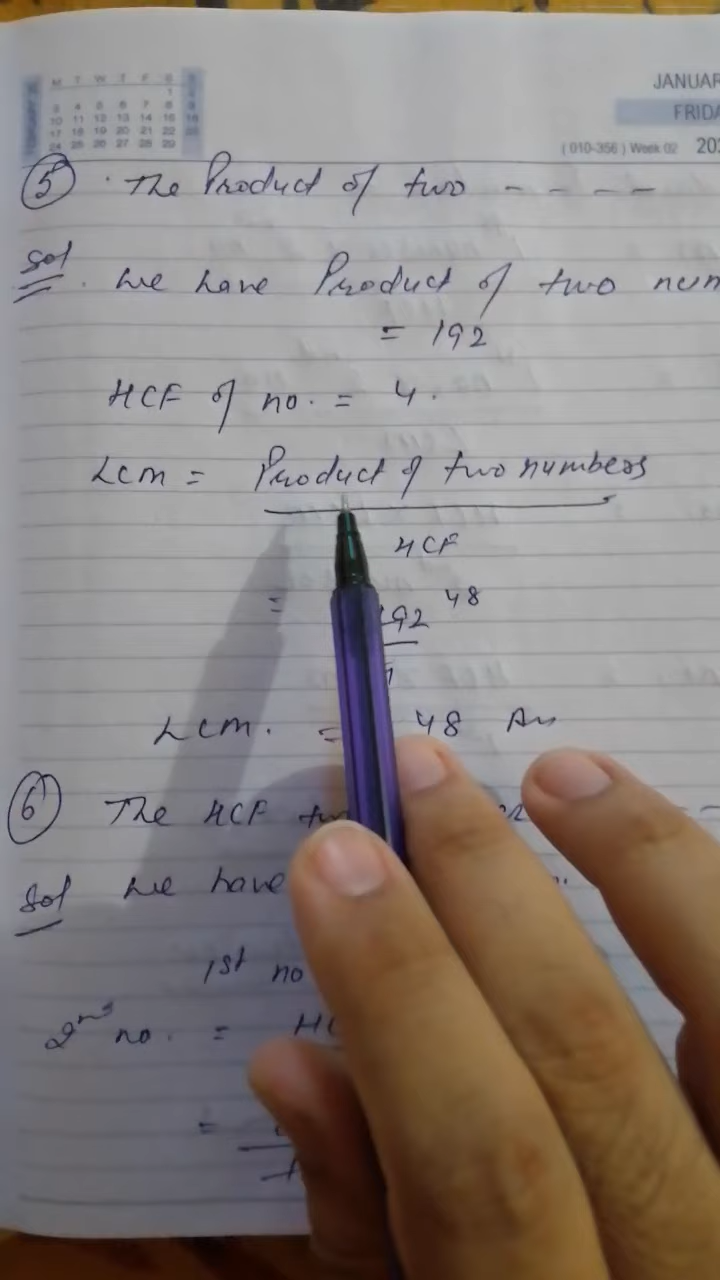 M T W T F S S
JANUAR
FRIDA
(010-356) Week 02 202
5 . The Product of two - - - -
Sol. We have Product of two num
= 192
HCF of no. = 4.
LCM = Product of two numbers
HCF
= 192 48
LCM. = 48 Ans
6 The HCF
Sol We have
1st no
2nd no. = HC
=